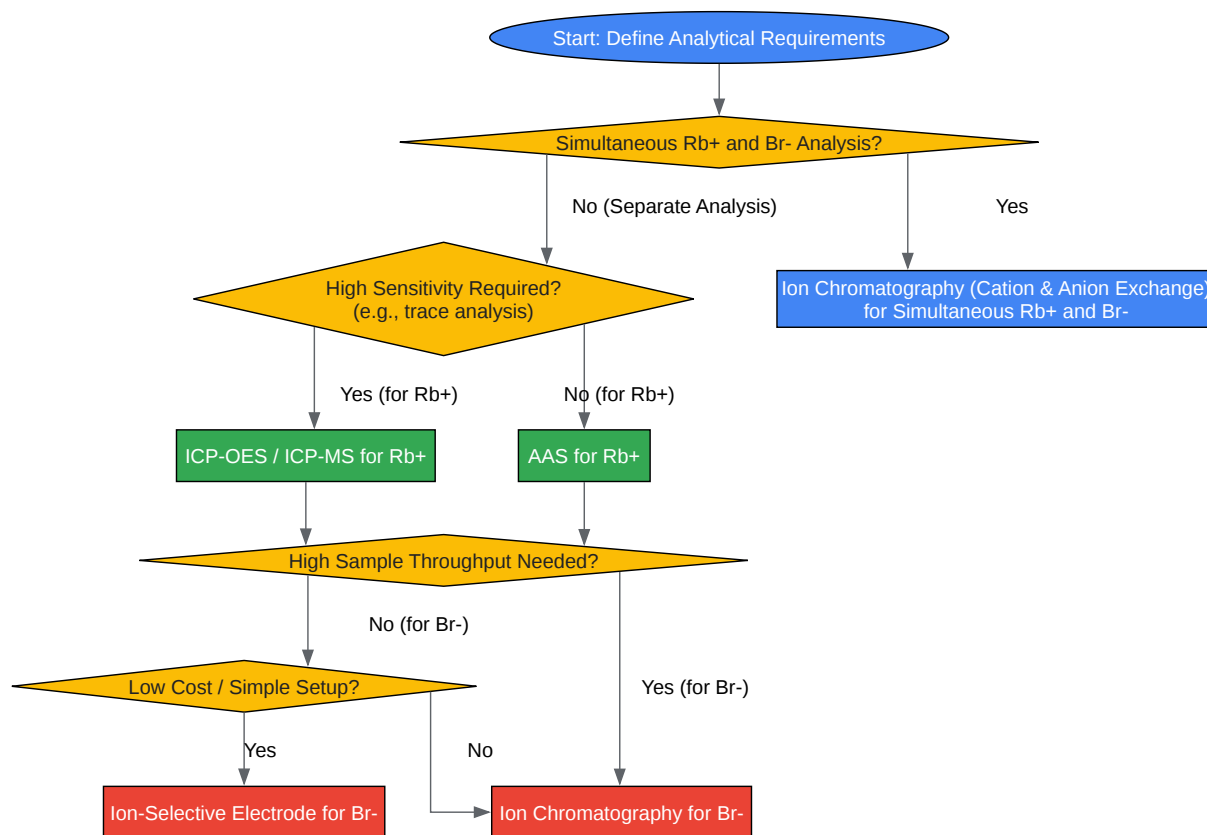 Start: Define Analytical Requirements
Simultaneous Rb+ and Br- Analysis?
No (Separate Analysis)
Yes
High Sensitivity Required?
(e.g., trace analysis)
Ion Chromatography (Cation & Anion Exchange)
for Simultaneous Rb+ and Br-
Yes (for Rb+)
No (for Rb+)
ICP-OES / ICP-MS for Rb+
AAS for Rb+
High Sample Throughput Needed?
No (for Br-)
Low Cost / Simple Setup?
Yes (for Br-)
Yes
No
Ion-Selective Electrode for Br-
Ion Chromatography for Br-